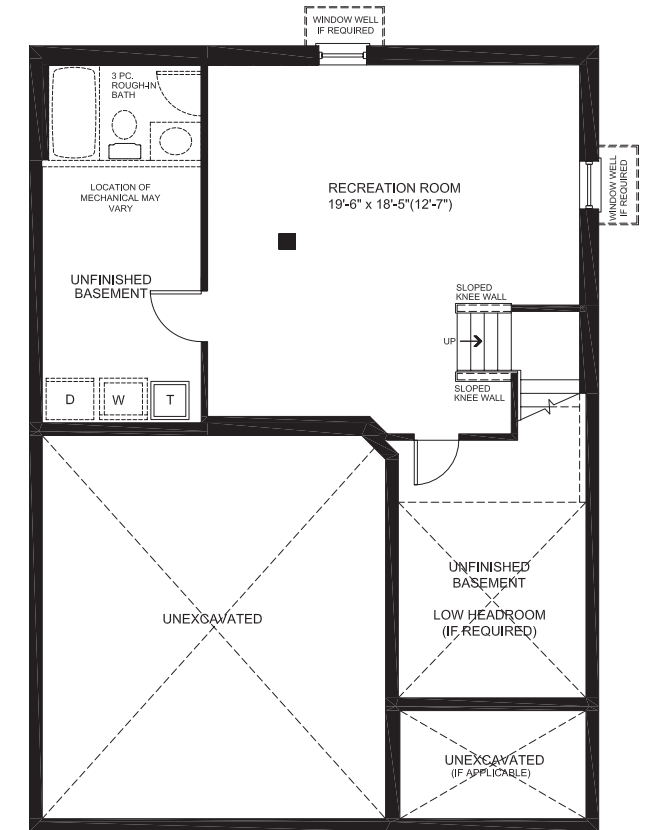 WINDOW WELL
IF REQUIRED
3 PC.
ROUGH-IN
BATH
WINDOW WELL
IF REQUIRED
LOCATION OF
MECHANICAL MAY
VARY
RECREATION ROOM
19'-6" x 18'-5"(12'-7")
UNFINISHED
BASEMENT
SLOPED
KNEE WALL
UP
SLOPED
KNEE WALL
D
W
T
UNFINISHED
BASEMENT
LOW HEADROOM
(IF REQUIRED)
UNEXCAVATED
UNEXCAVATED
(IF APPLICABLE)